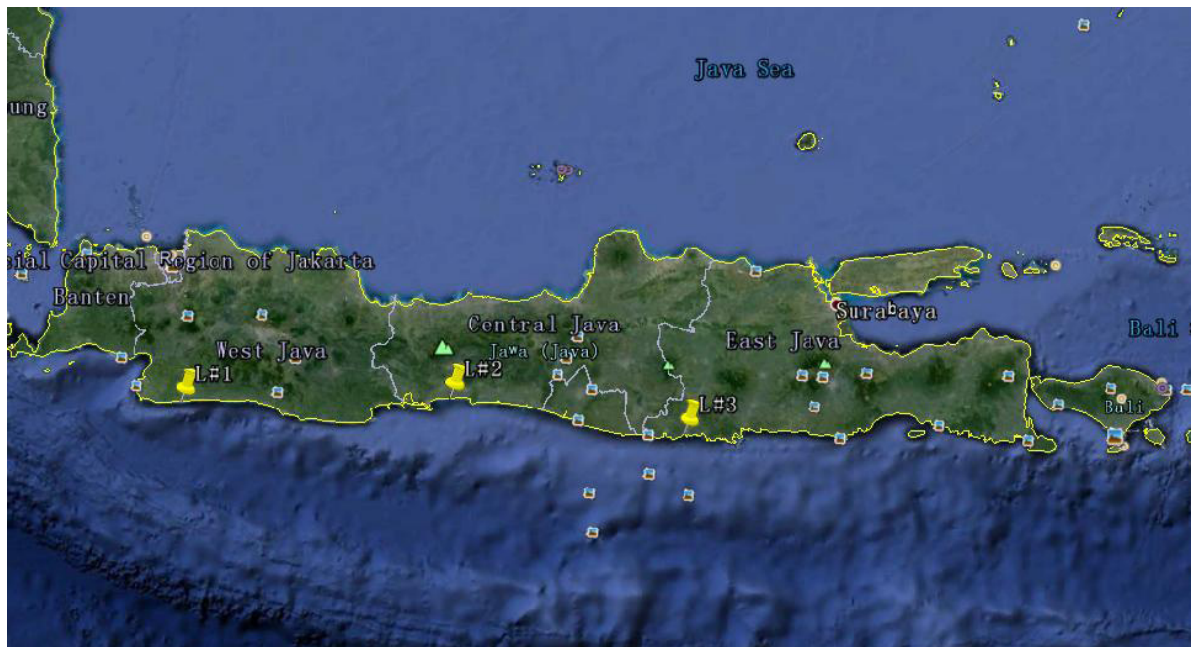 Java Sea
ung
cial Capital Region of Jakarta
Banten
Surabaya
Central Java
Bali
West Java
Jawa (Java)
East Java
L#1
L#2
L#3
Bali